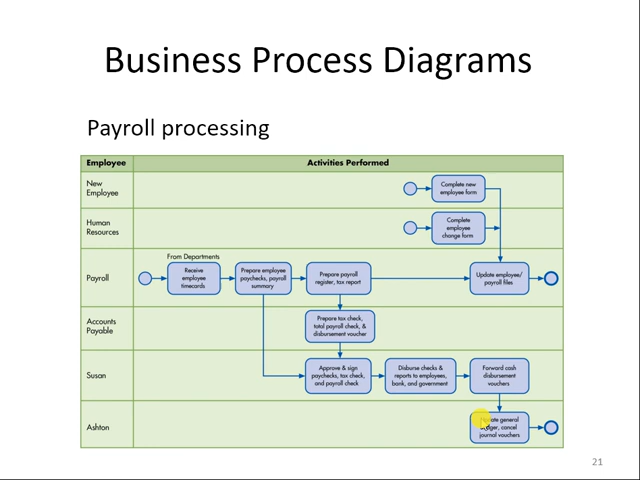 Business Process Diagrams
Payroll processing
Employee
Activities Performed
New
Employee
Complete new
employee form
Human
Resources
Complete
employee
change form
Payroll
From Departments
Receive
employee
timecards
Prepare employee
paychecks, payroll
summary
Prepare payroll
register, tax report
Update employee/
payroll files
Accounts
Payable
Prepare tax check,
total payroll check, &
disbursement voucher
Susan
Approve & sign
paychecks, tax check,
and payroll check
Disburse checks &
reports to employees,
bank, and government
Forward cash
disbursement
vouchers
Ashton
general
cancel
journal vouchers
21